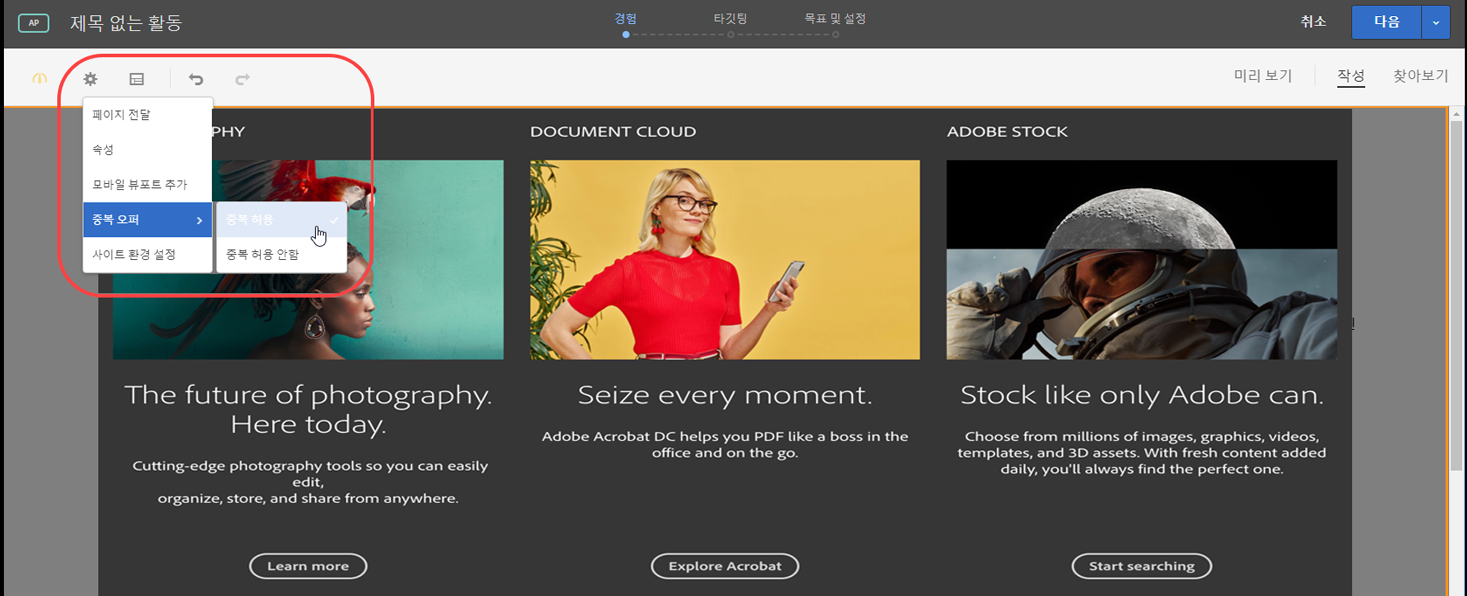 AP
제목 없는 활동
경험
타깃팅
목표 및 설정
취소
다음
미리 보기
작성
찾아보기
페이지 전달
속성
모바일 뷰포트 추가
중복 오퍼
사이트 환경 설정
중복 허용
중복 허용 안함
PHY
DOCUMENT CLOUD
ADOBE STOCK
The future of photography.
Here today.
Cutting-edge photography tools so you can easily
edit,
organize, store, and share from anywhere.
Learn more
Seize every moment.
Adobe Acrobat DC helps you PDF like a boss in the
office and on the go.
Explore Acrobat
Stock like only Adobe can.
Choose from millions of images, graphics, videos,
templates, and 3D assets. With fresh content added
daily, you'll always find the perfect one.
Start searching